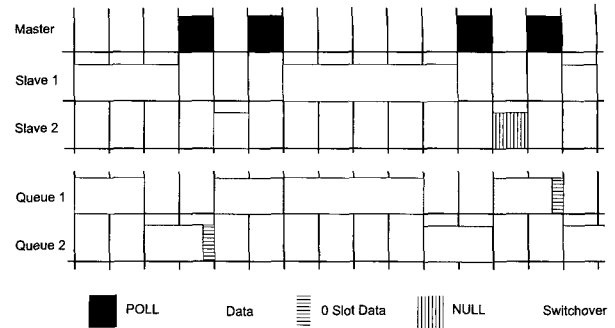 Master
Slave 1
Slave 2
Queue 1
Queue 2
POLL Data 0 Slot Data NULL Switchover